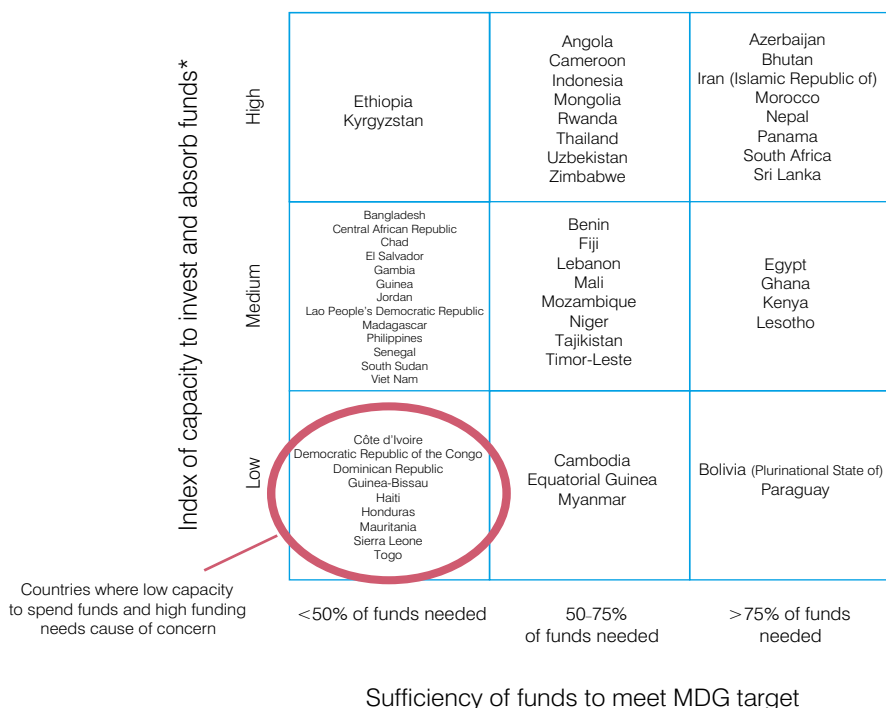 Index of capacity to invest and absorb funds*
High
Ethiopia
Kyrgyzstan
Angola
Cameroon
Indonesia
Mongolia
Rwanda
Thailand
Uzbekistan
Zimbabwe
Azerbaijan
Bhutan
Iran (Islamic Republic of)
Morocco
Nepal
Panama
South Africa
Sri Lanka
Medium
Bangladesh
Central African Republic
Chad
El Salvador
Gambia
Guinea
Jordan
Lao People's Democratic Republic
Madagascar
Philippines
Senegal
South Sudan
Viet Nam
Benin
Fiji
Lebanon
Mali
Mozambique
Niger
Tajikistan
Timor-Leste
Egypt
Ghana
Kenya
Lesotho
Low
Côte d'Ivoire
Democratic Republic of the Congo
Dominican Republic
Guinea-Bissau
Haiti
Honduras
Mauritania
Sierra Leone
Togo
Cambodia
Equatorial Guinea
Myanmar
Bolivia (Plurinational State of)
Paraguay
Countries where low capacity
to spend funds and high funding
needs cause of concern
<50% of funds needed
50–75%
of funds needed
>75% of funds
needed
Sufficiency of funds to meet MDG target